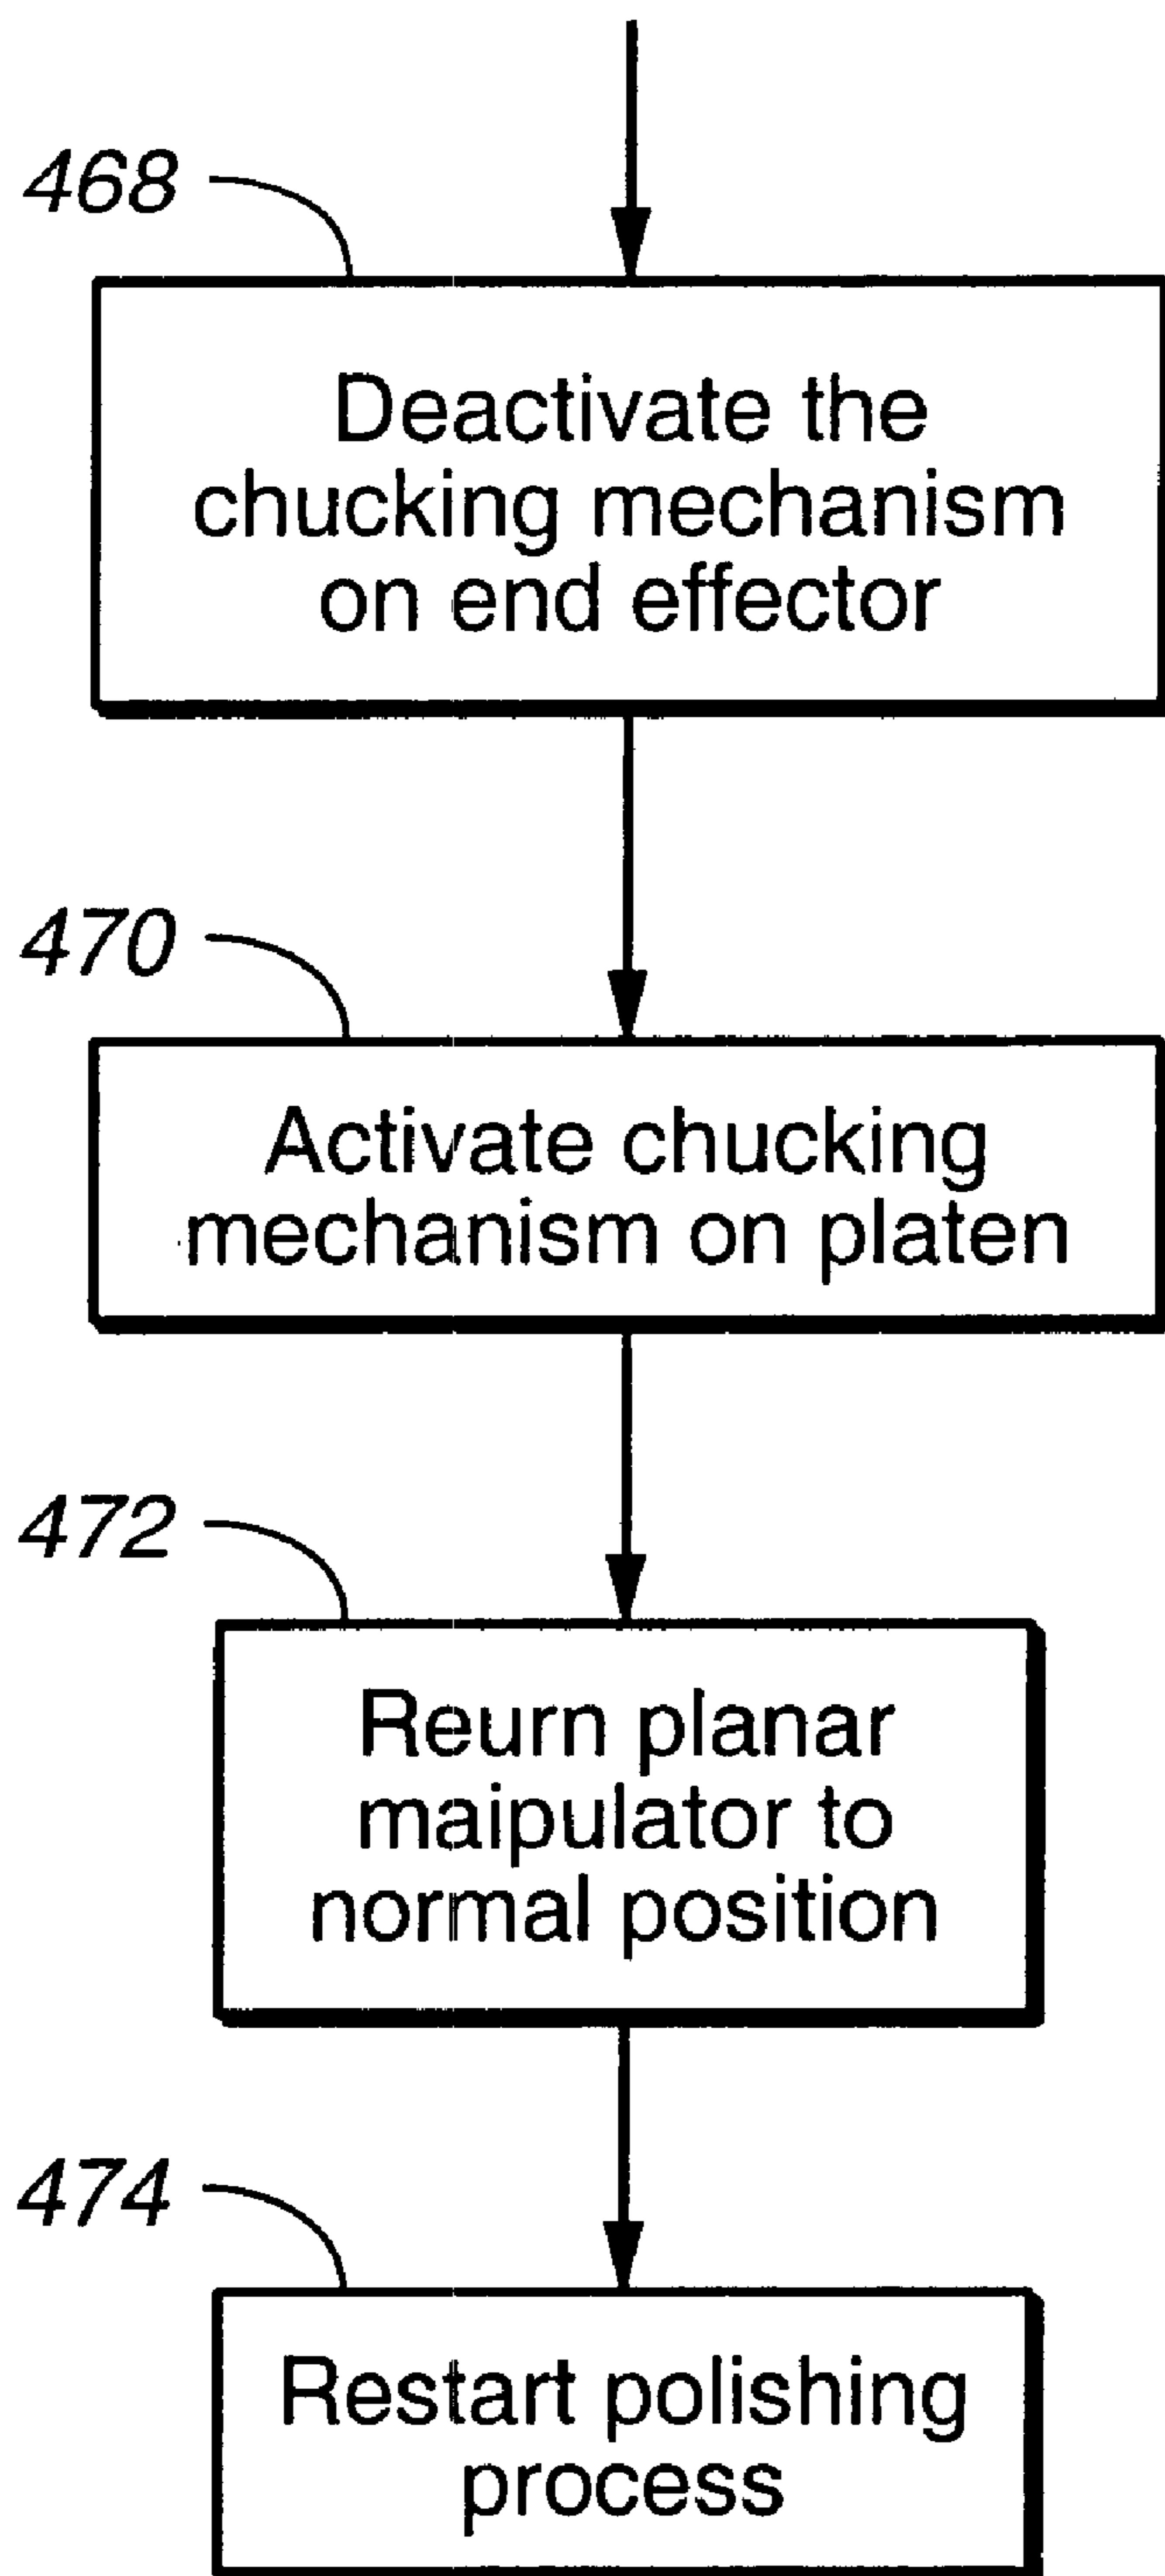 468
Deactivate the
chucking mechanism
on end effector
470
Activate chucking
mechanism on platen
472
Reurn planar
maipulator to
normal position
474
Restart polishing
process